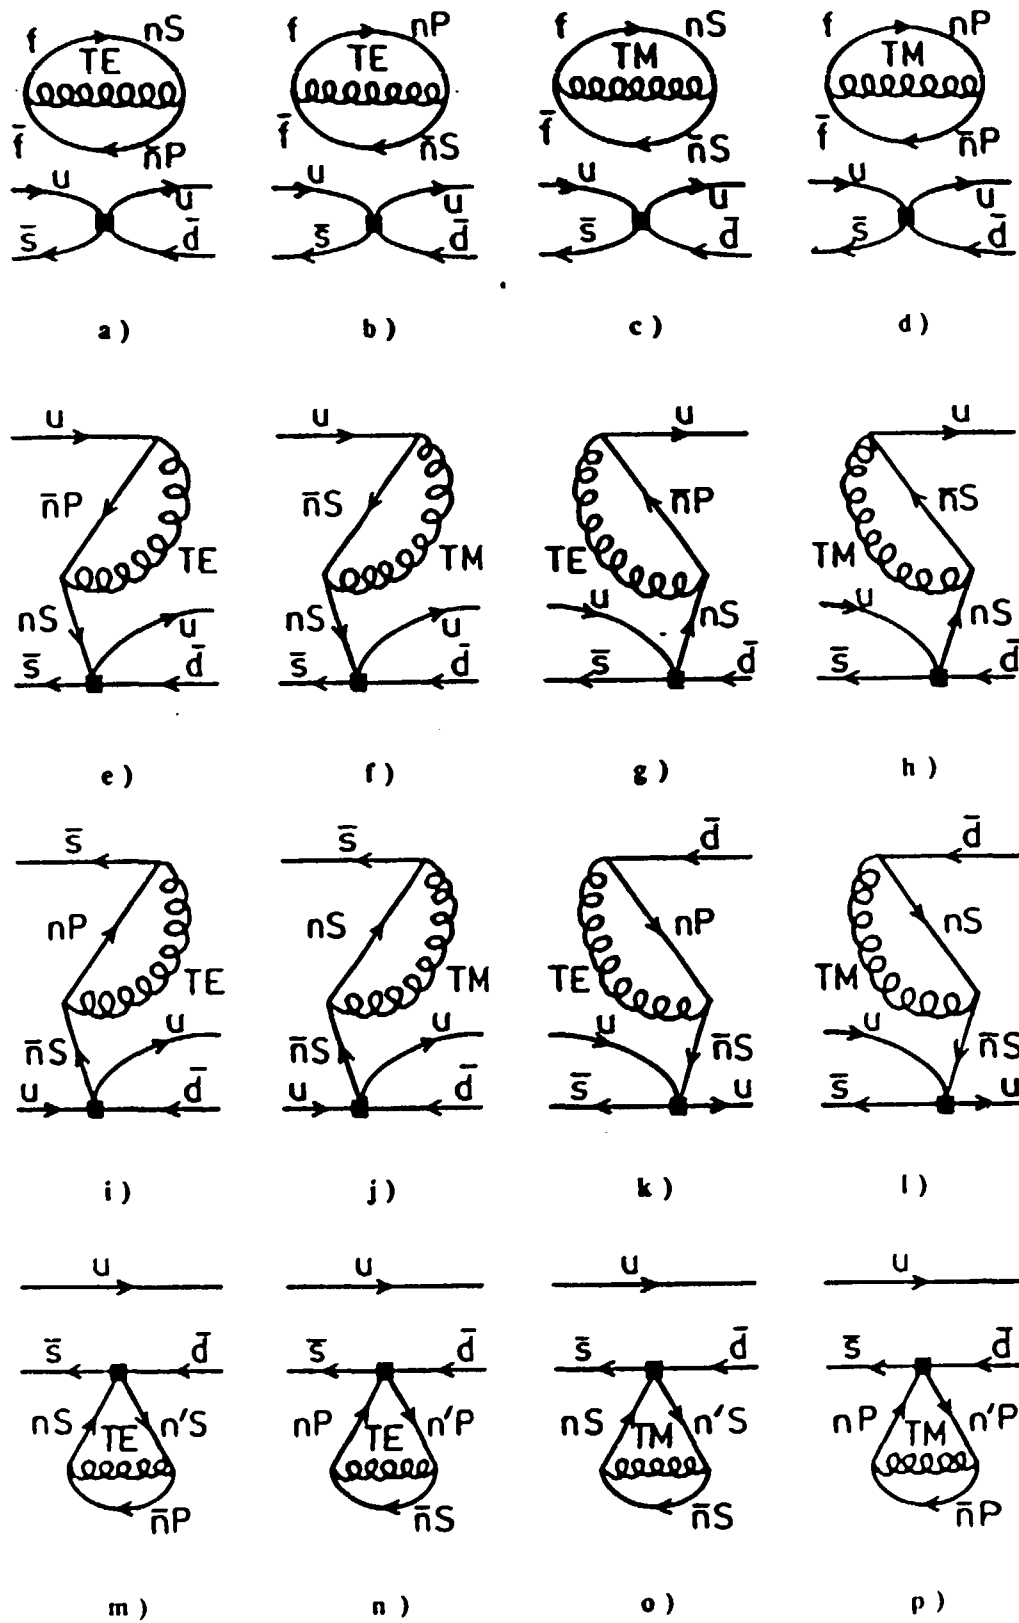 f nS f nP f nS f nP
TE TE TM TM
f̄ n̄P f̄ n̄S f̄ n̄S f̄ n̄P
u u u u u u u u
s̄ d̄ s̄ d̄ s̄ d̄ s̄ d̄
a) b) c) d)
u u u u
n̄P n̄S n̄P n̄S
TE TM TE TM
nS u nS u u nS u nS
s̄ d̄ s̄ d̄ s̄ d̄ s̄ d̄
e) f) g) h)
s̄ s̄ d̄ d̄
nP nS nP nS
TE TM TE TM
n̄S u n̄S u u n̄S u n̄S
u d̄ u d̄ s̄ u s̄ u
i) j) k) l)
u u u u
s̄ d̄ s̄ d̄ s̄ d̄ s̄ d̄
nS n'S nP n'P nS n'S nP n'P
TE TE TM TM
n̄P n̄S n̄S n̄P
m) n) o) p)